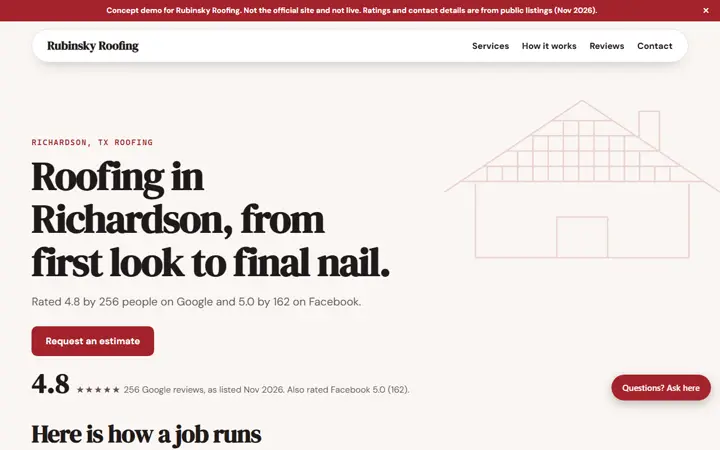 Concept demo for Rubinsky Roofing. Not the official site and not live. Ratings and contact details are from public listings (Nov 2026). ✕
Rubinsky Roofing Services How it works Reviews Contact
RICHARDSON, TX ROOFING
Roofing in
Richardson, from
first look to final nail.
Rated 4.8 by 256 people on Google and 5.0 by 162 on Facebook.
Request an estimate
4.8 ★★★★★ 256 Google reviews, as listed Nov 2026. Also rated Facebook 5.0 (162).
Questions? Ask here
Here is how a job runs